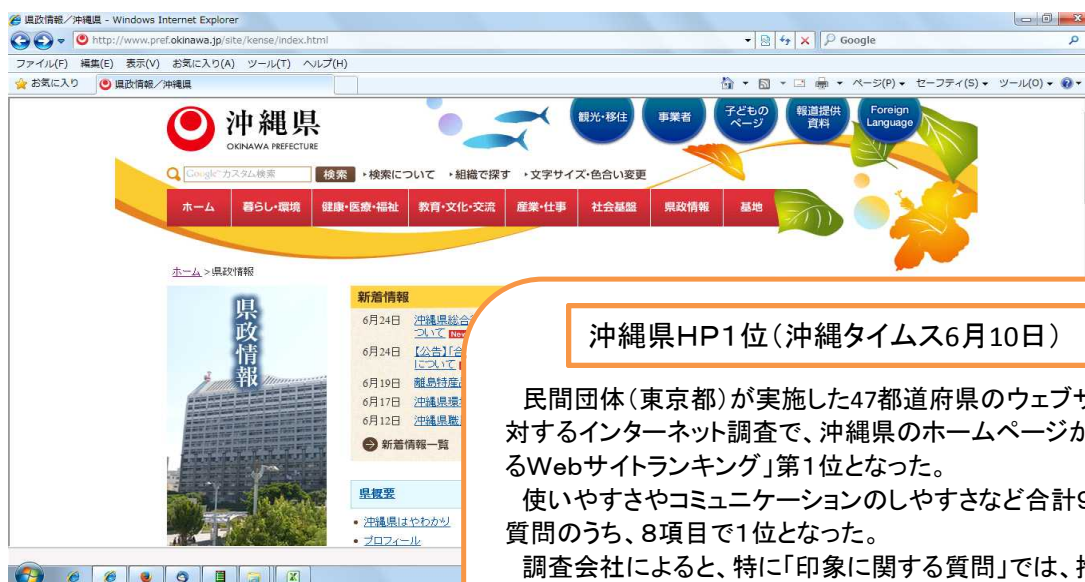 県政情報／沖縄県 - Windows Internet Explorer
http://www.pref.okinawa.jp/site/kense/index.html
Google
ファイル(F) 編集(E) 表示(V) お気に入り(A) ツール(T) ヘルプ(H)
お気に入り 県政情報／沖縄県 ページ(P) セーフティ(S) ツール(O)
沖縄県
OKINAWA PREFECTURE
観光・移住
事業者
子どもの
ページ
報道提供
資料
Foreign
Language
Google カスタム検索 検索 検索について 組織で探す 文字サイズ・色合い変更
ホーム 暮らし・環境 健康・医療・福祉 教育・文化・交流 産業・仕事 社会基盤 県政情報 基地
ホーム > 県政情報
県政情報
新着情報
6月24日 沖縄県総合
ついて New
6月24日 【公告】「合
について
6月19日 離島特産
6月17日 沖縄県環
6月12日 沖縄県職
新着情報一覧
県概要
沖縄県はやわかり
プロフィール
沖縄県HP1位（沖縄タイムス6月10日）
民間団体（東京都）が実施した47都道府県のウェブサ
対するインターネット調査で、沖縄県のホームページか
るWebサイトランキング」第1位となった。
使いやすさやコミュニケーションのしやすさなど合計9
質問のうち、8項目で1位となった。
調査会社によると、特に「印象に関する質問」では、